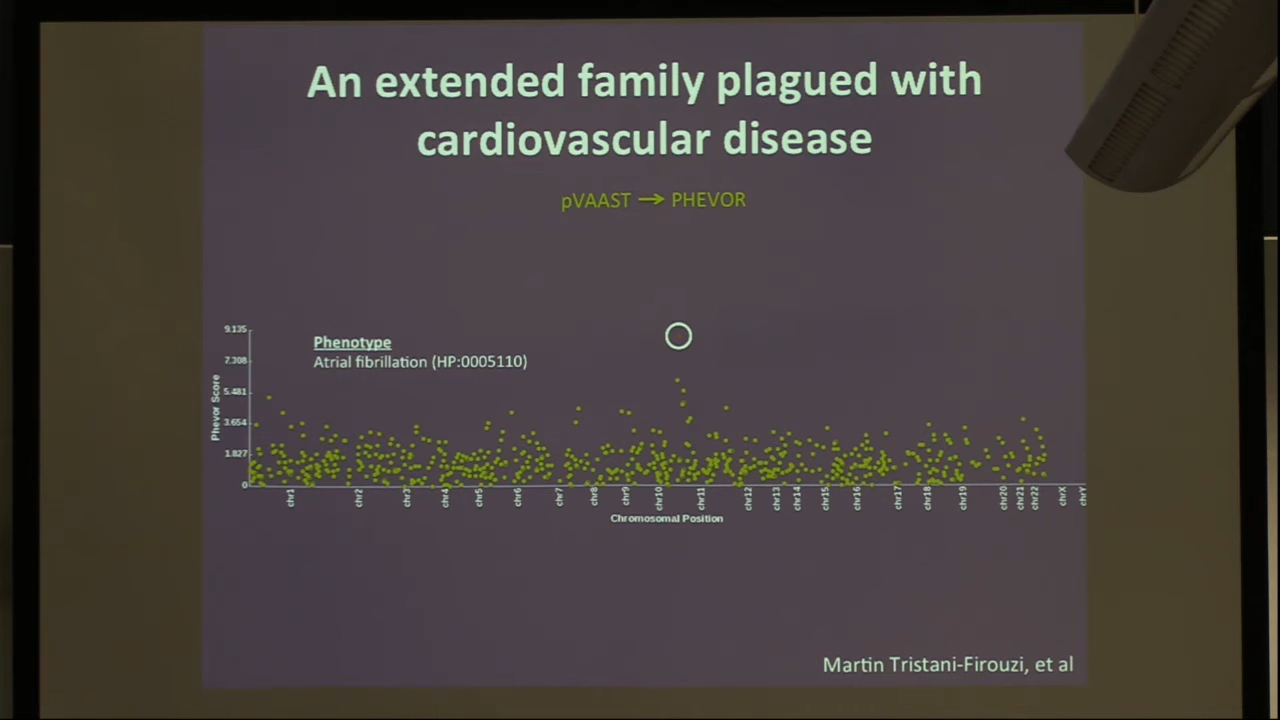 An extended family plagued with
cardiovascular disease
pVAAST → PHEVOR
Phenotype
Atrial fibrillation (HP:0005110)
Phevor Score
9.135
7.308
5.481
3.654
1.827
0
chr1 chr2 chr3 chr4 chr5 chr6 chr7 chr8 chr9 chr10 chr11 chr12 chr13 chr14 chr15 chr16 chr17 chr18 chr19 chr20 chr21 chr22 chrX chrY
Chromosomal Position
Martin Tristani-Firouzi, et al